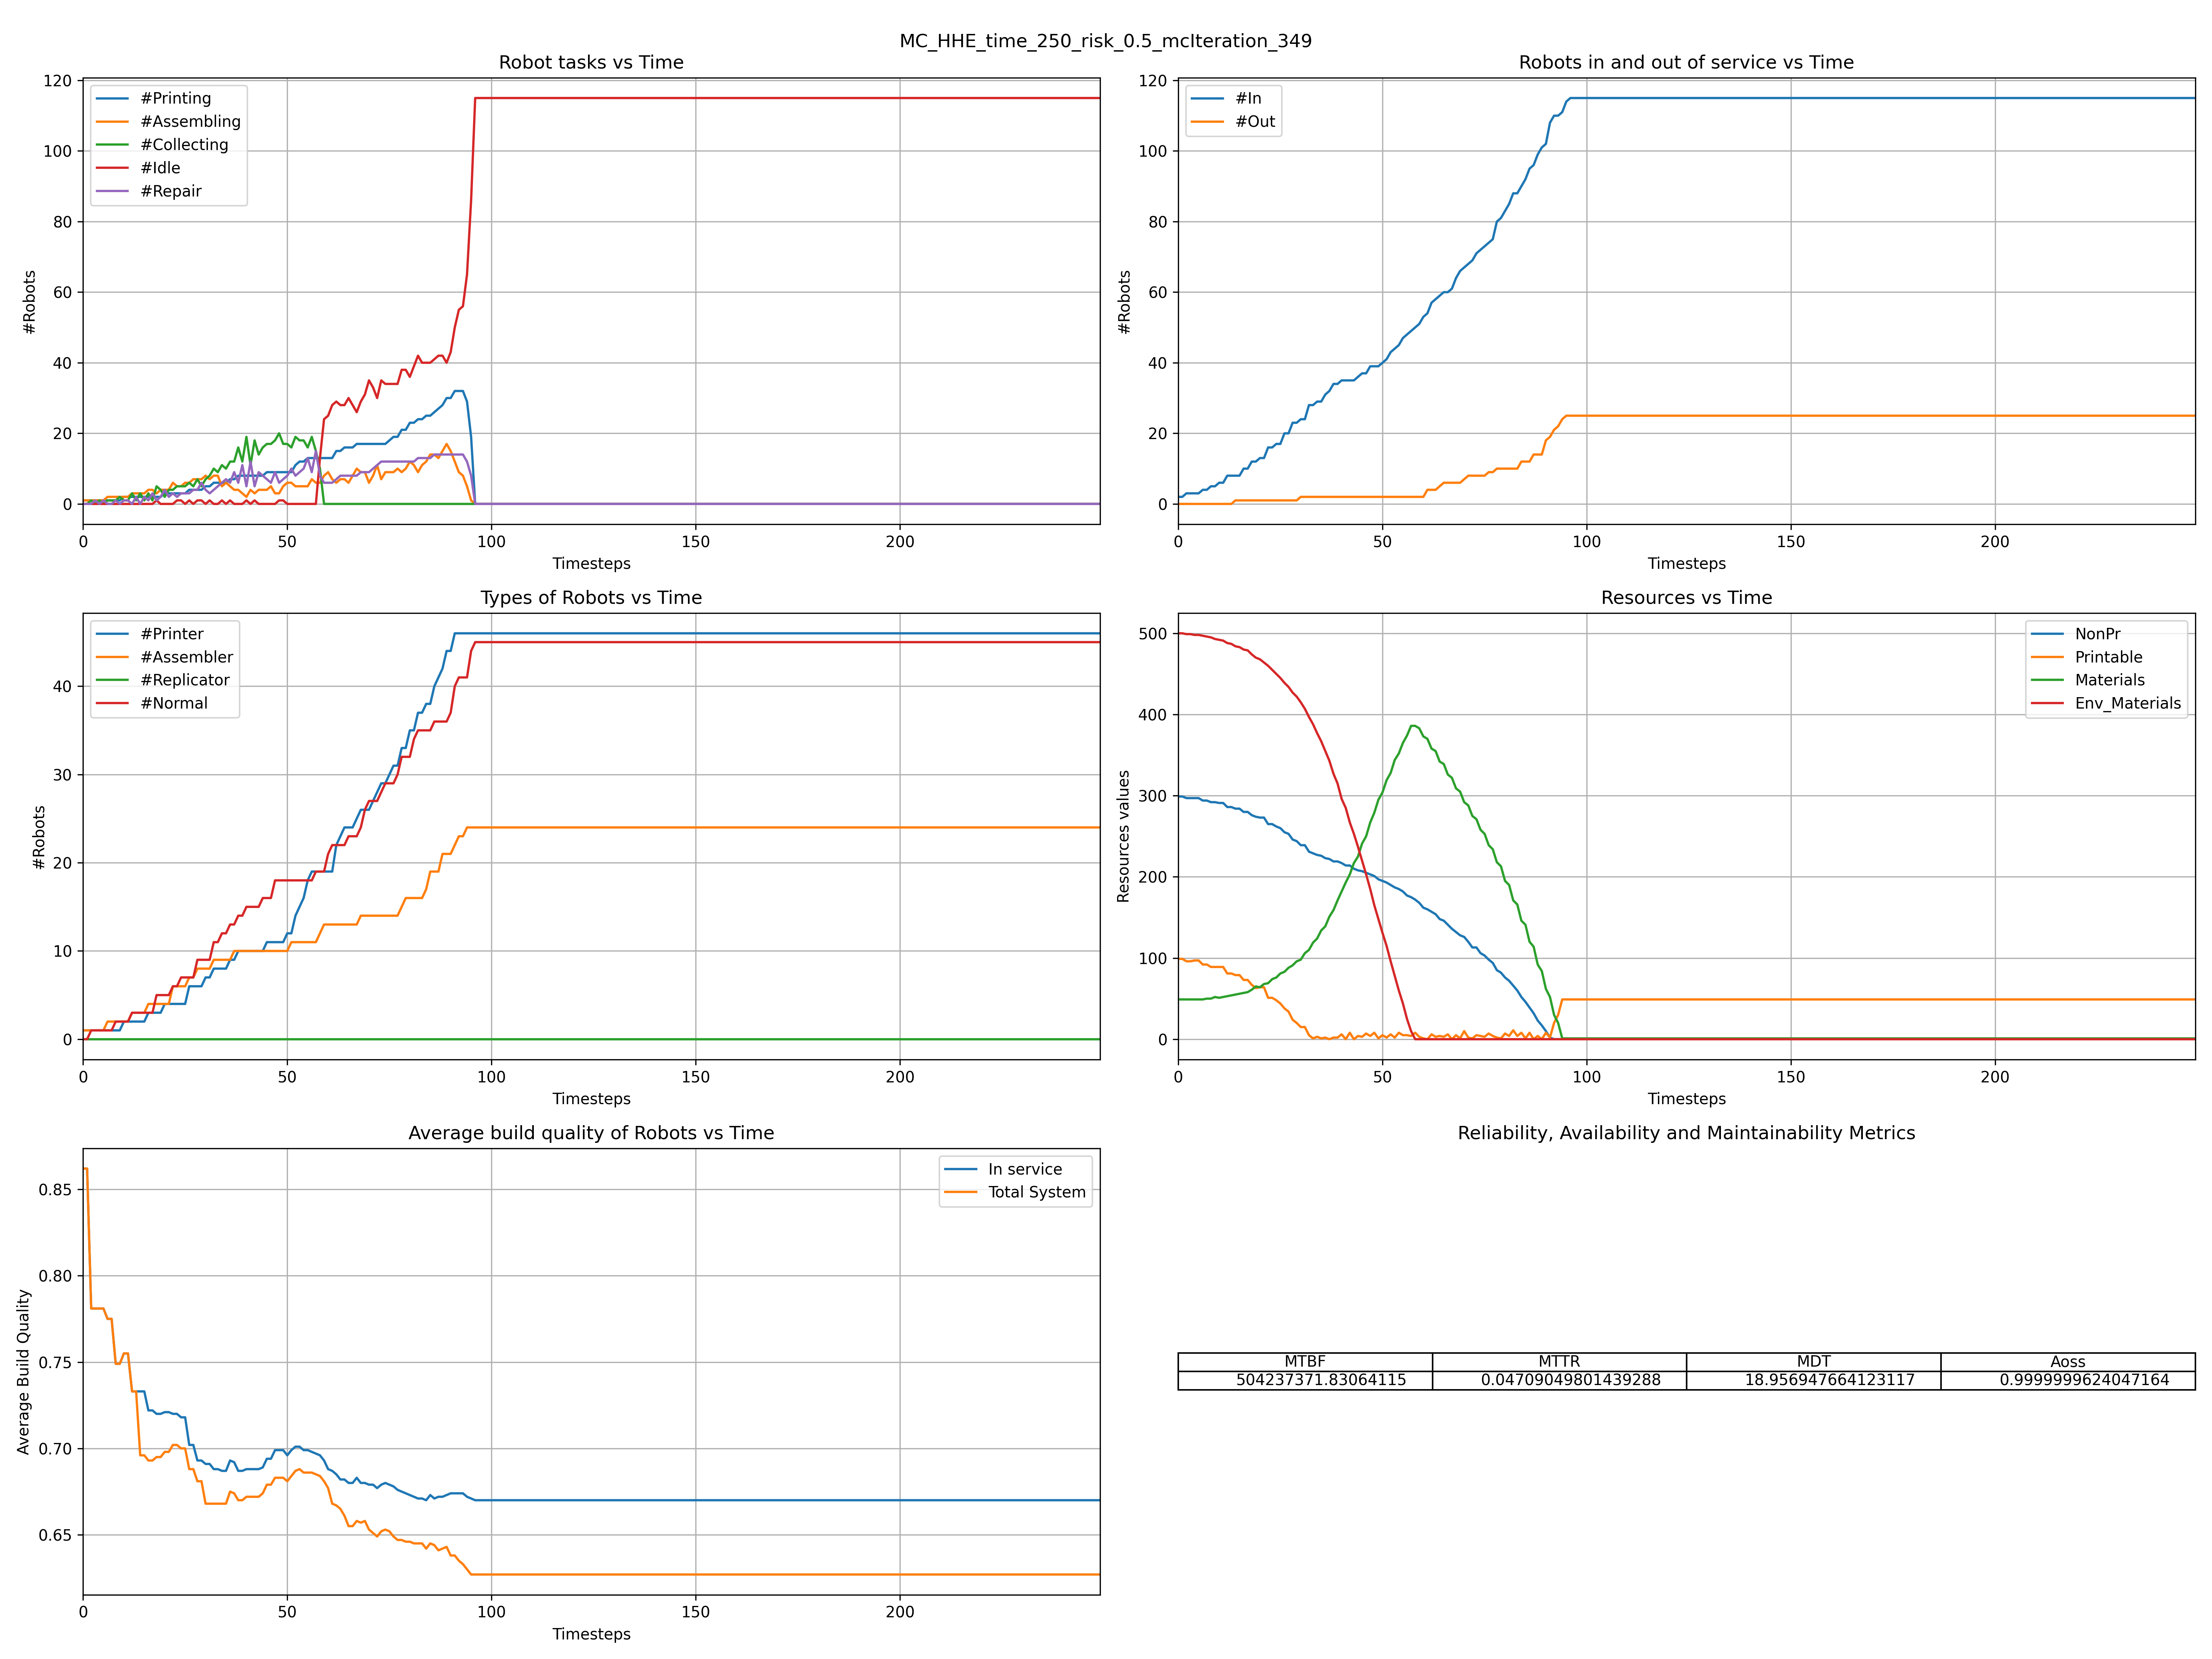 MC_HHE_time_250_risk_0.5_mcIteration_349
Robot tasks vs Time
#Robots
120
100
80
60
40
20
0
#Printing
#Assembling
#Collecting
#Idle
#Repair
0 50 100 150 200
Timesteps
Robots in and out of service vs Time
#Robots
120
100
80
60
40
20
0
#In
#Out
0 50 100 150 200
Timesteps
Types of Robots vs Time
#Robots
40
30
20
10
0
#Printer
#Assembler
#Replicator
#Normal
0 50 100 150 200
Timesteps
Resources vs Time
Resources values
500
400
300
200
100
0
NonPr
Printable
Materials
Env_Materials
0 50 100 150 200
Timesteps
Average build quality of Robots vs Time
Average Build Quality
0.85
0.80
0.75
0.70
0.65
In service
Total System
0 50 100 150 200
Timesteps
Reliability, Availability and Maintainability Metrics
MTBF MTTR MDT Aoss
504237371.83064115 0.04709049801439288 18.956947664123117 0.9999999624047164